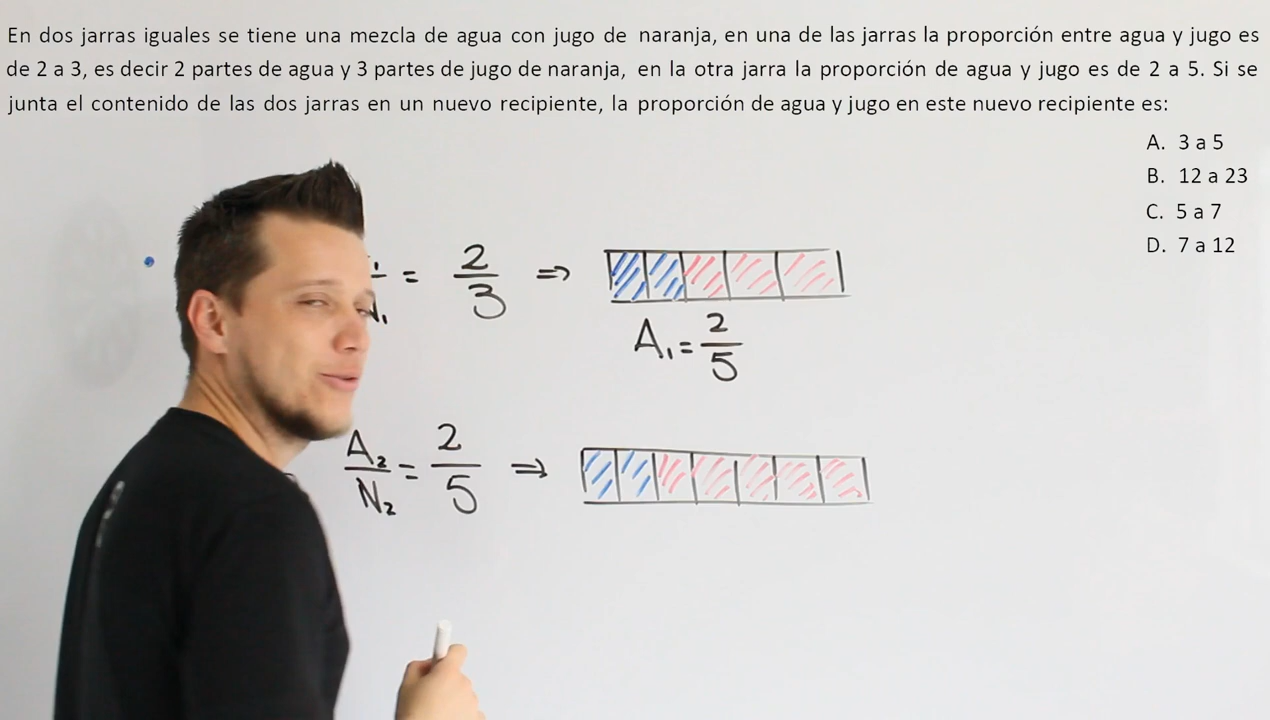 En dos jarras iguales se tiene una mezcla de agua con jugo de naranja, en una de las jarras la proporción entre agua y jugo es
de 2 a 3, es decir 2 partes de agua y 3 partes de jugo de naranja, en la otra jarra la proporción de agua y jugo es de 2 a 5. Si se
junta el contenido de las dos jarras en un nuevo recipiente, la proporción de agua y jugo en este nuevo recipiente es:
A. 3 a 5
B. 12 a 23
C. 5 a 7
D. 7 a 12
= 2/3 ⇒
A₁ = 2/5
A₂/N₂ = 2/5 ⇒